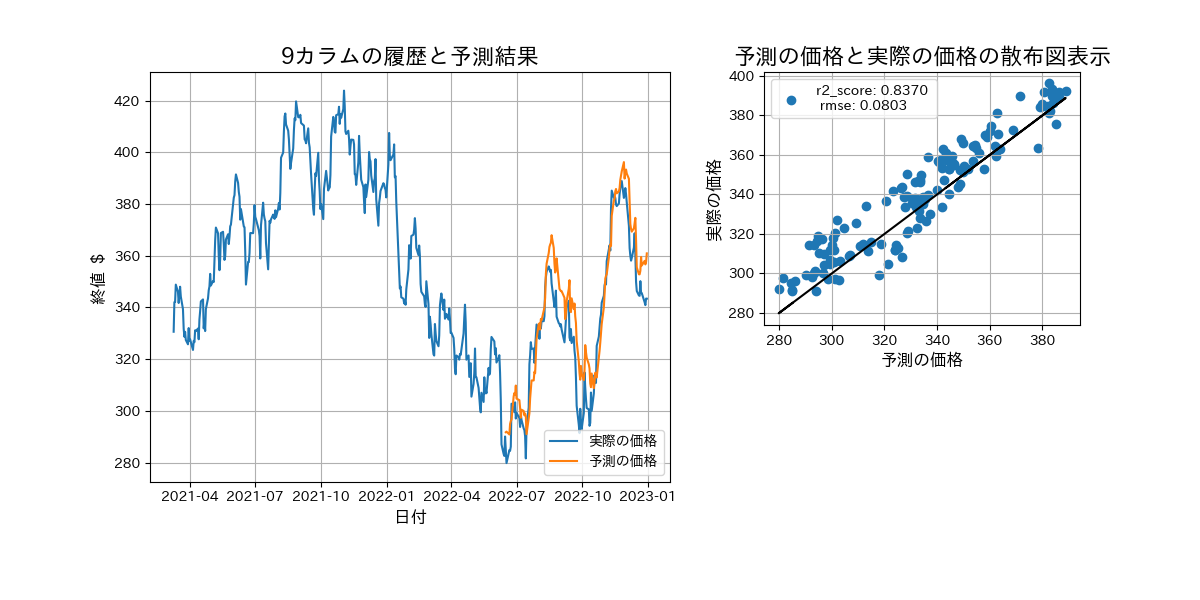 9カラムの履歴と予測結果
終値 $
420
400
380
360
340
320
300
280
実際の価格
予測の価格
2021-04 2021-07 2021-10 2022-01 2022-04 2022-07 2022-10 2023-01
日付
予測の価格と実際の価格の散布図表示
実際の価格
400
380
360
340
320
300
280
r2_score: 0.8370
rmse: 0.0803
280 300 320 340 360 380
予測の価格